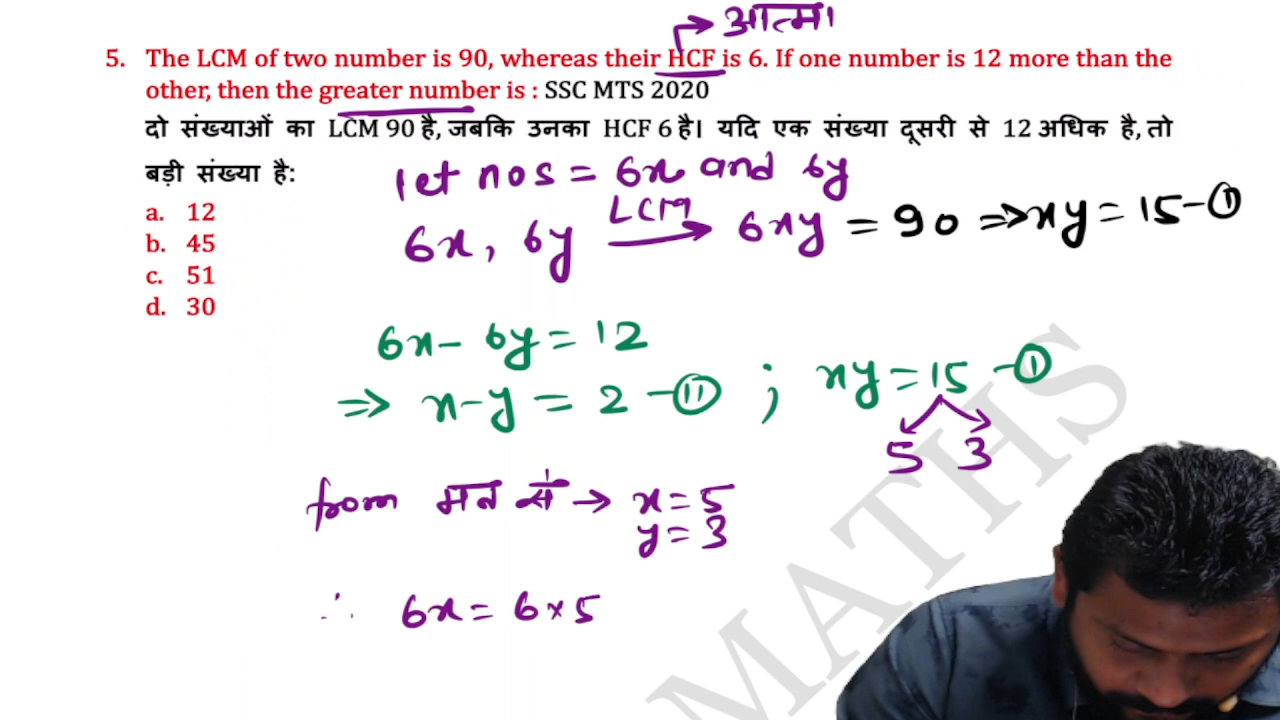 → आत्मा
5. The LCM of two number is 90, whereas their HCF is 6. If one number is 12 more than the
other, then the greater number is : SSC MTS 2020
दो संख्याओं का LCM 90 है, जबकि उनका HCF 6 है। यदि एक संख्या दूसरी से 12 अधिक है, तो
बड़ी संख्या है:
let nos = 6x and 6y
a. 12
6x, 6y LCM → 6xy = 90 ⇒ xy = 15 - ①
b. 45
c. 51
d. 30
6x - 6y = 12
⇒ x - y = 2 - ⑪ ; xy = 15 - ①
5 3
from मन से → x = 5
y = 3
∴ 6x = 6 × 5
MATHS